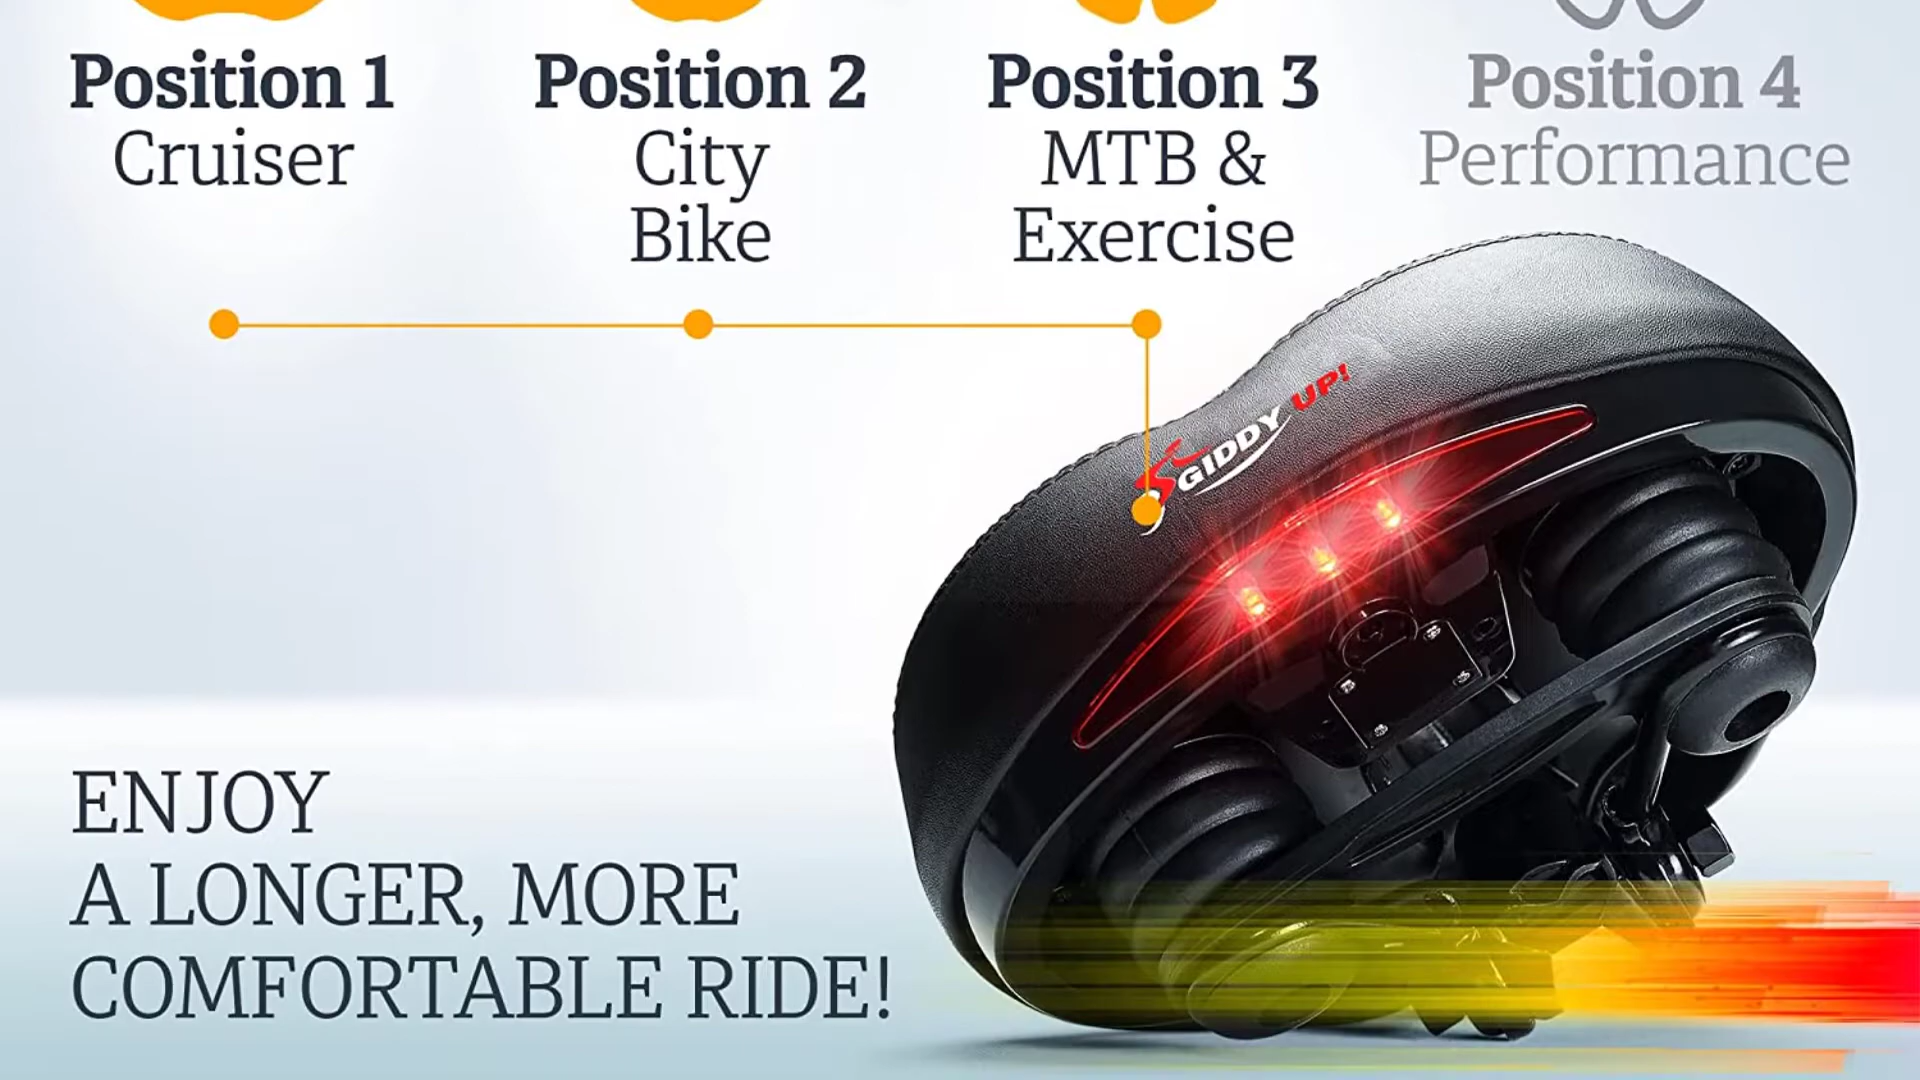 Position 1
Cruiser
Position 2
City
Bike
Position 3
MTB &
Exercise
Position 4
Performance
GIDDY UP!
ENJOY
A LONGER, MORE
COMFORTABLE RIDE!